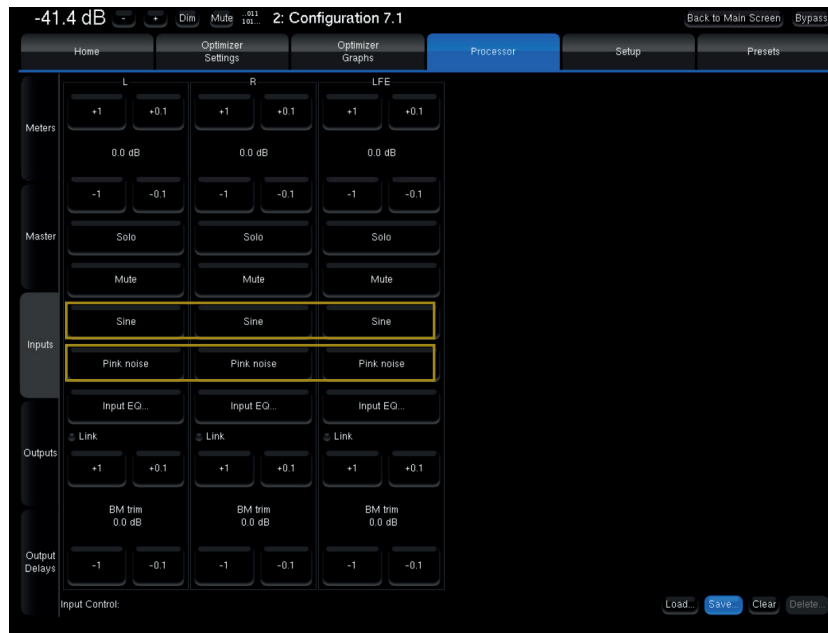 -41.4 dB - + Dim Mute ..011 101... 2: Configuration 7.1 Back to Main Screen Bypass
Home Optimizer Settings Optimizer Graphs Processor Setup Presets
L R LFE
Meters
+1 +0.1 +1 +0.1 +1 +0.1
0.0 dB 0.0 dB 0.0 dB
-1 -0.1 -1 -0.1 -1 -0.1
Master
Solo Solo Solo
Mute Mute Mute
Sine Sine Sine
Inputs
Pink noise Pink noise Pink noise
Input EQ... Input EQ... Input EQ...
Link Link Link
Outputs
+1 +0.1 +1 +0.1 +1 +0.1
BM trim BM trim BM trim
0.0 dB 0.0 dB 0.0 dB
Output Delays
-1 -0.1 -1 -0.1 -1 -0.1
Input Control: Load... Save... Clear Delete...